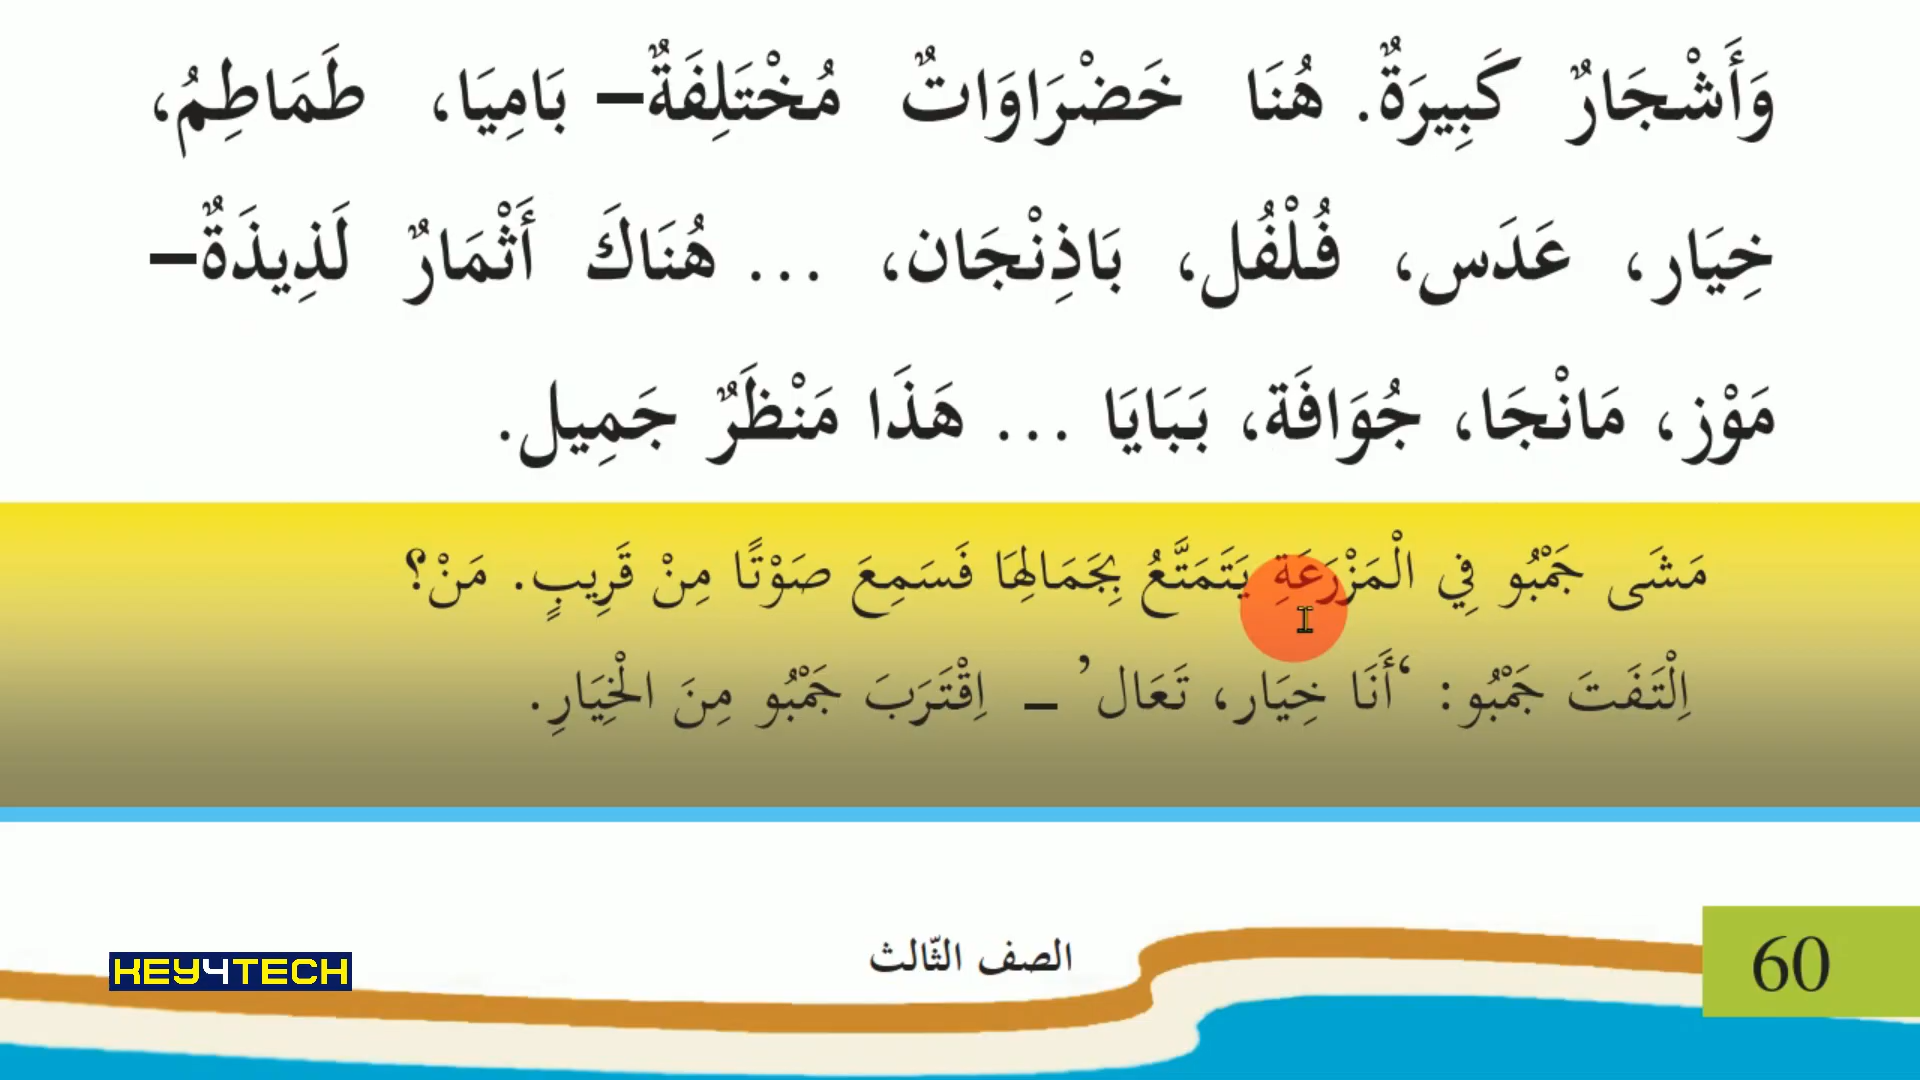 وَأَشْجَارٌ كَبِيرَةٌ. هُنَا خَضْرَاوَاتٌ مُخْتَلِفَةٌ– بَامِيَا، طَمَاطِمُ،
خِيَار، عَدَس، فُلْفُل، بَاذِنْجَان، ... هُنَاكَ أَثْمَارٌ لَذِيذَةٌ–
مَوْز، مَانْجَا، جُوَافَة، بَبَايَا ... هَذَا مَنْظَرٌ جَمِيل.
مَشَى جَمْبُو فِي الْمَزْرَعَةِ يَتَمَتَّعُ بِجَمَالِهَا فَسَمِعَ صَوْتًا مِنْ قَرِيبٍ. مَنْ؟
اِلْتَفَتَ جَمْبُو: ‘أَنَا خِيَار، تَعَال’ – اِقْتَرَبَ جَمْبُو مِنَ الْخِيَارِ.
الصف الثّالث
60
KEY4TECH